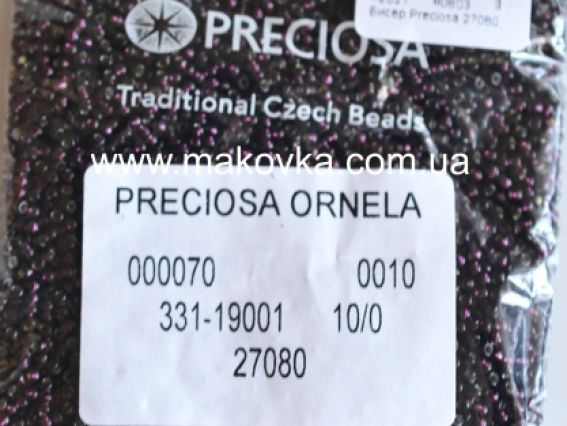 Бисер Preciosa 27080
PRECIOSA
Traditional Czech Beads
www.makovka.com.ua
PRECIOSA ORNELA
000070 0010
331-19001 10/0
27080